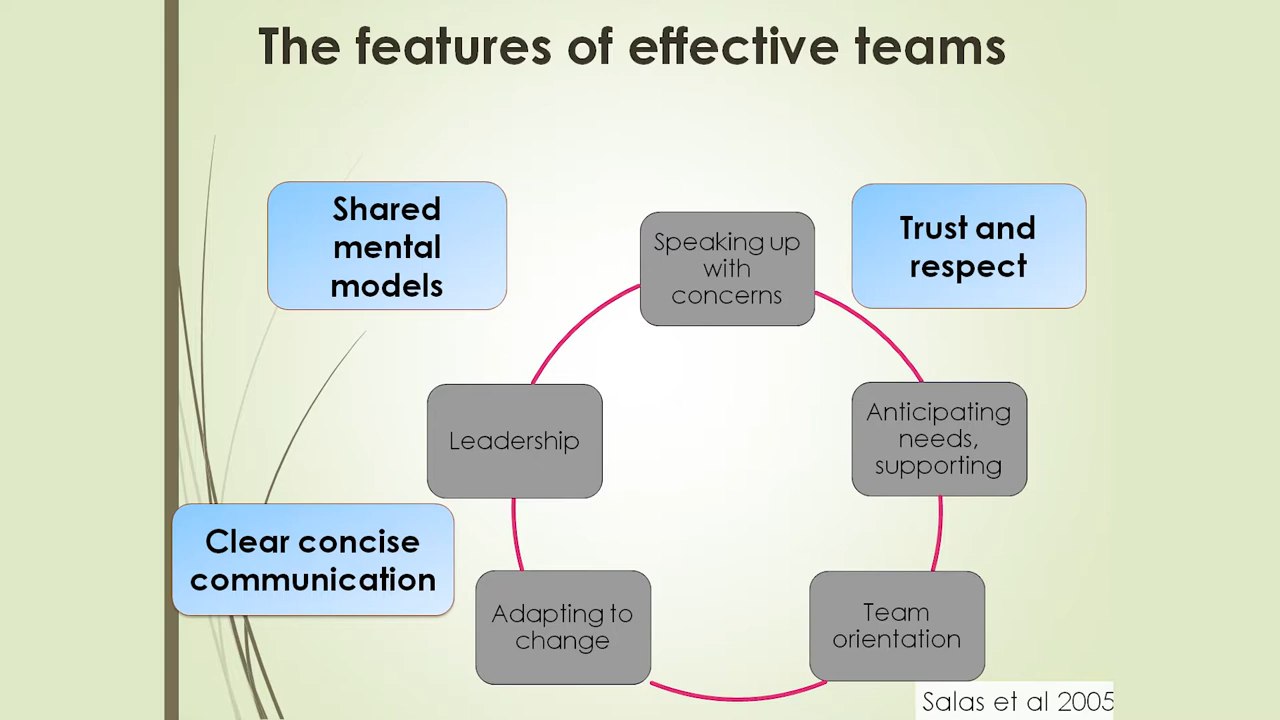 The features of effective teams
Shared
mental
models
Speaking up
with
concerns
Trust and
respect
Leadership
Anticipating
needs,
supporting
Clear concise
communication
Adapting to
change
Team
orientation
Salas et al 2005